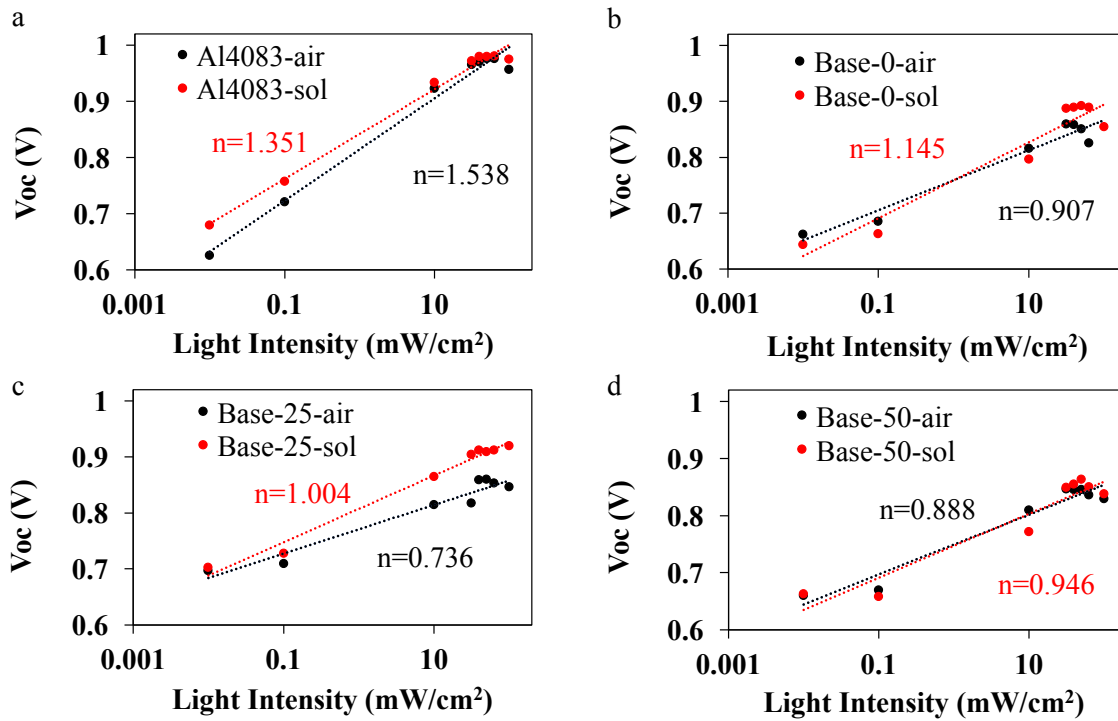 a
Al4083-air
Al4083-sol
n=1.351
n=1.538
Voc (V)
1
0.9
0.8
0.7
0.6
0.001
0.1
10
Light Intensity (mW/cm²)
b
Base-0-air
Base-0-sol
n=1.145
n=0.907
Voc (V)
1
0.9
0.8
0.7
0.6
0.001
0.1
10
Light Intensity (mW/cm²)
c
Base-25-air
Base-25-sol
n=1.004
n=0.736
Voc (V)
1
0.9
0.8
0.7
0.6
0.001
0.1
10
Light Intensity (mW/cm²)
d
Base-50-air
Base-50-sol
n=0.888
n=0.946
Voc (V)
1
0.9
0.8
0.7
0.6
0.001
0.1
10
Light Intensity (mW/cm²)